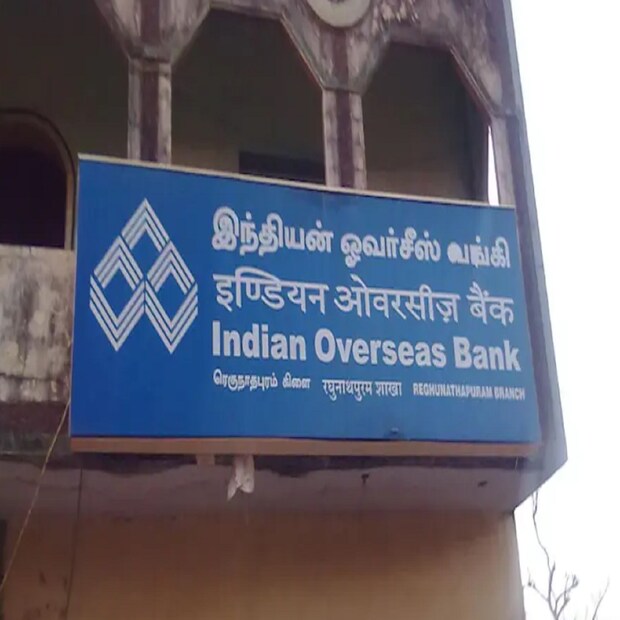 இந்தியன் ஓவர்சீஸ் வங்கி
इण्डियन ओवरसीज़ बैंक
Indian Overseas Bank
ரெகுநாதபுரம் கிளை रघुनाथपुरम शाखा REGHUNATHAPURAM BRANCH